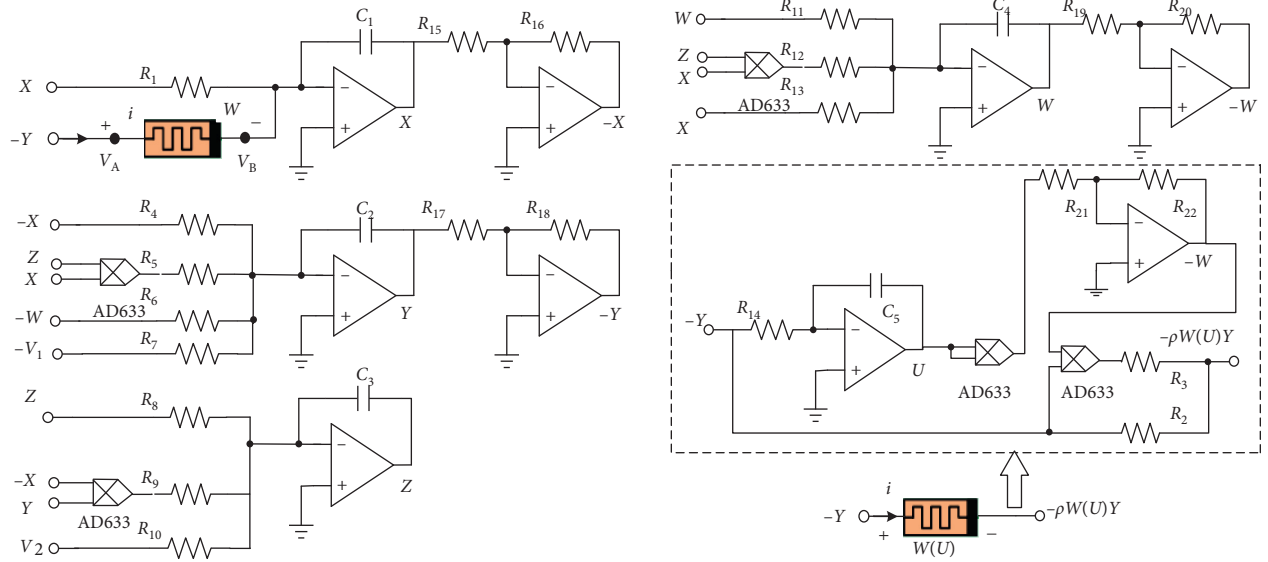 C1
R15
R16
X
R1
i
W
+
−
−Y
VA
VB
−
+
X
−
+
−X
−X
R4
C2
R17
R18
Z
X
R5
AD633
R6
−W
−V1
R7
−
+
Y
−
+
−Y
Z
R8
C3
−X
Y
R9
AD633
V2
R10
−
+
Z
W
R11
C4
R19
R20
Z
X
R12
R13
AD633
X
−
+
W
−
+
−W
R21
R22
−
+
−W
−Y
R14
C5
−
+
U
AD633
AD633
−ρW(U)Y
R3
R2
i
−Y
+
−
−ρW(U)Y
W(U)